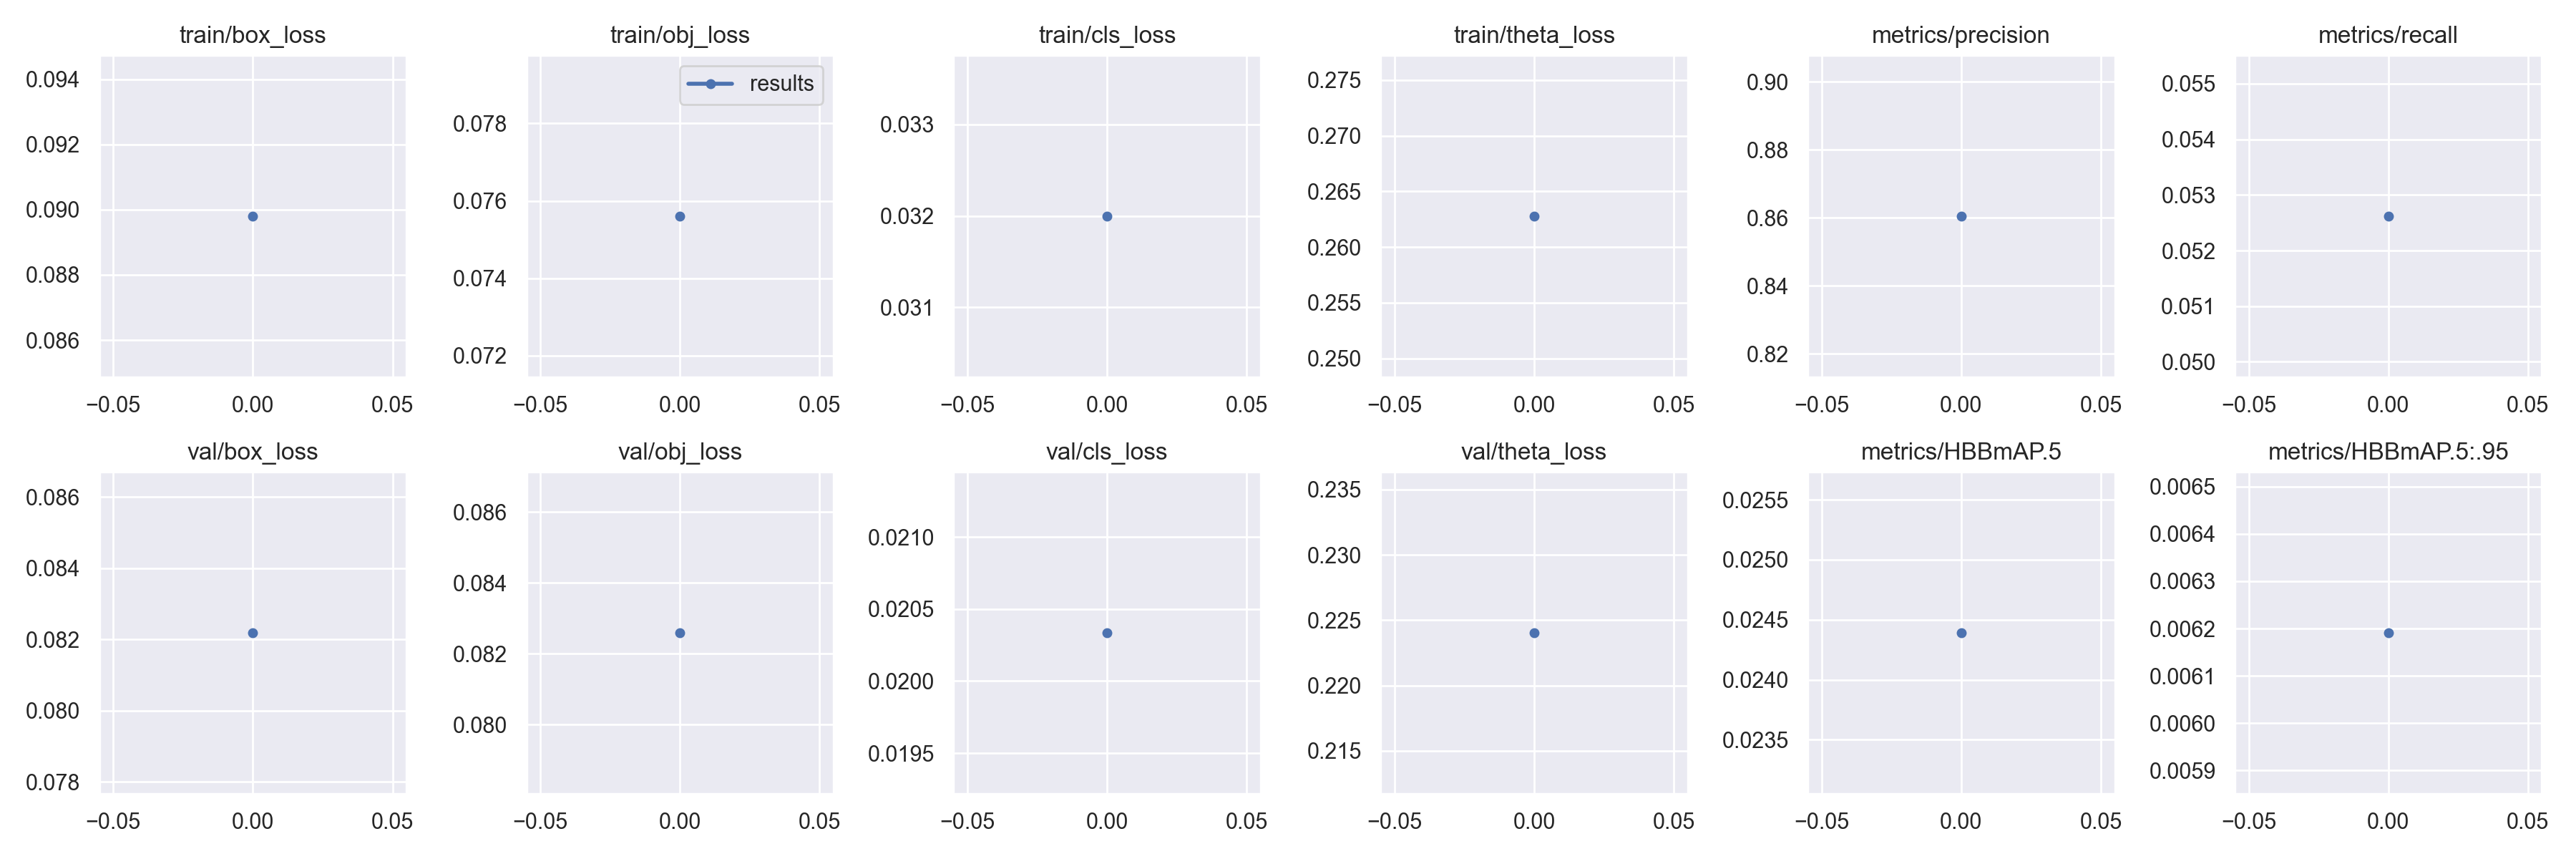 train/box_loss
0.094
0.092
0.090
0.088
0.086
−0.05 0.00 0.05
train/obj_loss
results
0.078
0.076
0.074
0.072
−0.05 0.00 0.05
train/cls_loss
0.033
0.032
0.031
−0.05 0.00 0.05
train/theta_loss
0.275
0.270
0.265
0.260
0.255
0.250
−0.05 0.00 0.05
metrics/precision
0.90
0.88
0.86
0.84
0.82
−0.05 0.00 0.05
metrics/recall
0.055
0.054
0.053
0.052
0.051
0.050
−0.05 0.00 0.05
val/box_loss
0.086
0.084
0.082
0.080
0.078
−0.05 0.00 0.05
val/obj_loss
0.086
0.084
0.082
0.080
−0.05 0.00 0.05
val/cls_loss
0.0210
0.0205
0.0200
0.0195
−0.05 0.00 0.05
val/theta_loss
0.235
0.230
0.225
0.220
0.215
−0.05 0.00 0.05
metrics/HBBmAP.5
0.0255
0.0250
0.0245
0.0240
0.0235
−0.05 0.00 0.05
metrics/HBBmAP.5:.95
0.0065
0.0064
0.0063
0.0062
0.0061
0.0060
0.0059
−0.05 0.00 0.05